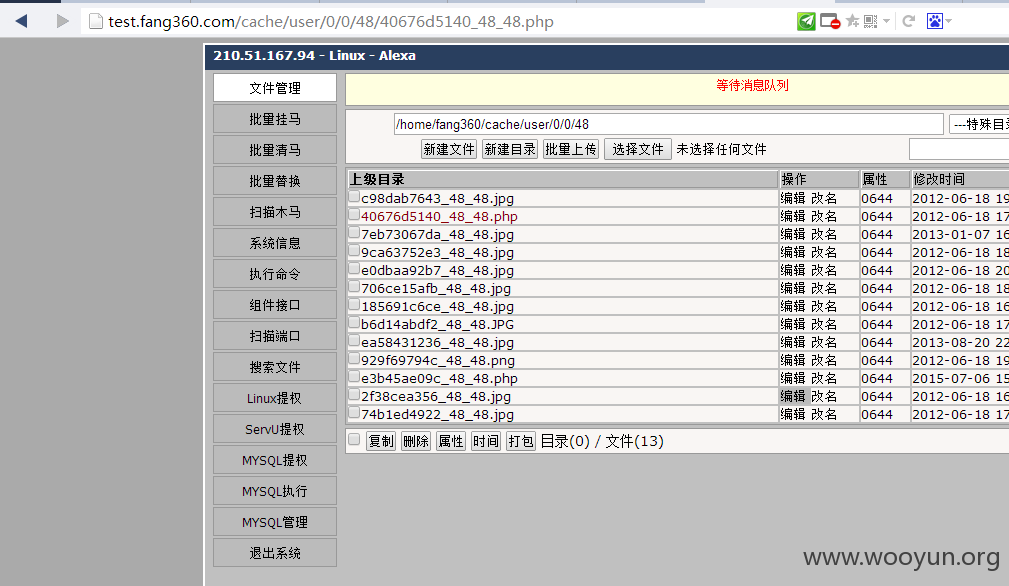 test.fang360.com/cache/user/0/0/48/40676d5140_48_48.php
210.51.167.94 - Linux - Alexa
文件管理
批量挂马
批量清马
批量替换
扫描木马
系统信息
执行命令
组件接口
扫描端口
搜索文件
Linux提权
ServU提权
MYSQL提权
MYSQL执行
MYSQL管理
退出系统
等待消息队列
/home/fang360/cache/user/0/0/48 ---特殊目
新建文件 新建目录 批量上传 选择文件 未选择任何文件
上级目录 操作 属性 修改时间
c98dab7643_48_48.jpg 编辑 改名 0644 2012-06-18 19
40676d5140_48_48.php 编辑 改名 0644 2012-06-18 17
7eb73067da_48_48.jpg 编辑 改名 0644 2013-01-07 16
9ca63752e3_48_48.jpg 编辑 改名 0644 2012-06-18 18
e0dbaa92b7_48_48.jpg 编辑 改名 0644 2012-06-18 20
706ce15afb_48_48.jpg 编辑 改名 0644 2012-06-18 18
185691c6ce_48_48.jpg 编辑 改名 0644 2012-06-18 16
b6d14abdf2_48_48.JPG 编辑 改名 0644 2012-06-18 17
ea58431236_48_48.jpg 编辑 改名 0644 2013-08-20 22
929f69794c_48_48.png 编辑 改名 0644 2012-06-18 19
e3b45ae09c_48_48.php 编辑 改名 0644 2015-07-06 15
2f38cea356_48_48.jpg 编辑 改名 0644 2012-06-18 16
74b1ed4922_48_48.jpg 编辑 改名 0644 2012-06-18 17
复制 删除 属性 时间 打包 目录(0) / 文件(13)
www.wooyun.org